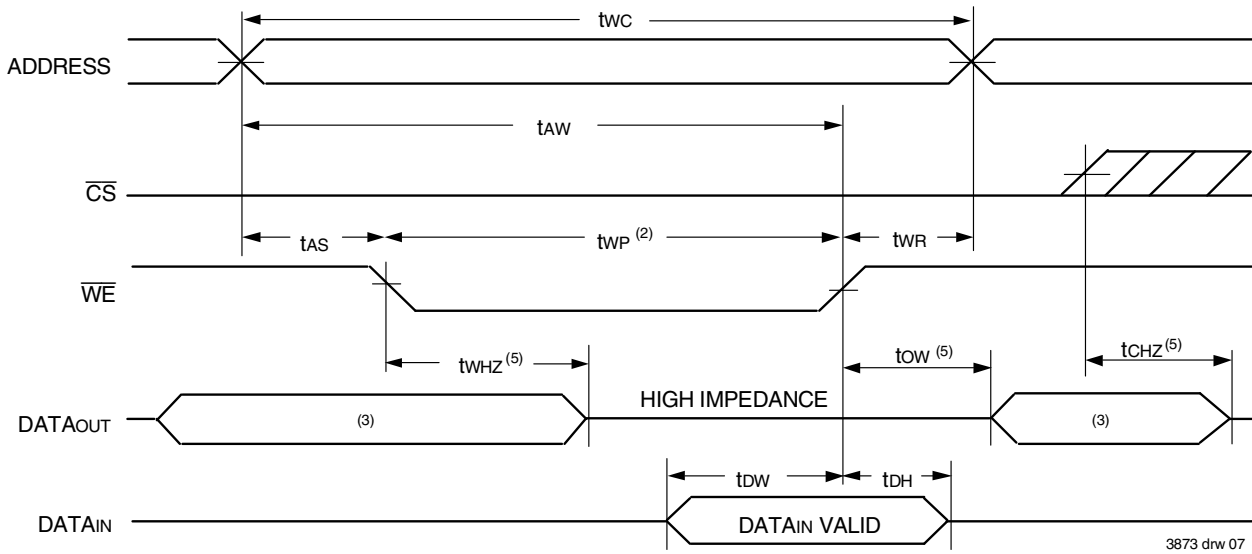 tWC
ADDRESS
tAW
CS
tAS tWP (2) tWR
WE
tWHZ (5) tOW (5) tCHZ (5)
HIGH IMPEDANCE
DATAOUT (3) (3)
tDW tDH
DATAIN DATAIN VALID
3873 drw 07